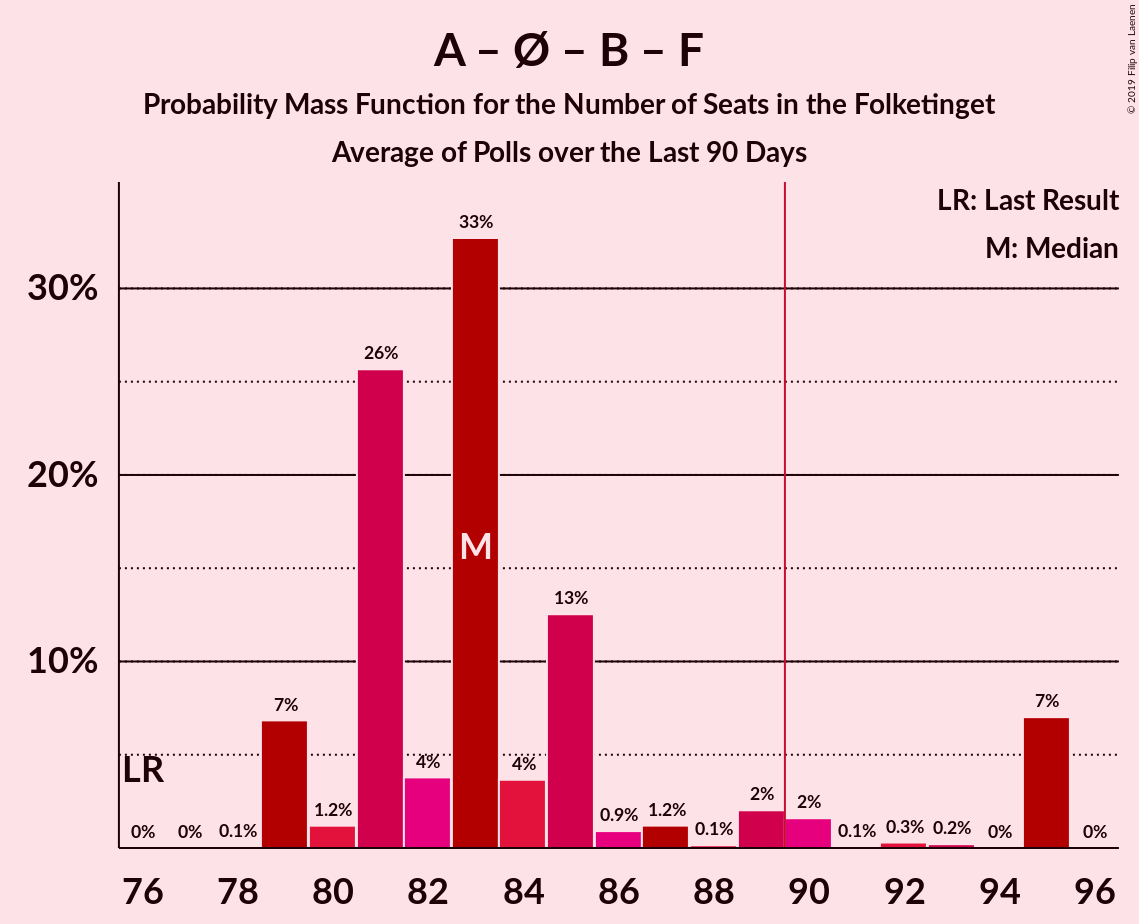 A – Ø – B – F
Probability Mass Function for the Number of Seats in the Folketinget
Average of Polls over the Last 90 Days
© 2019 Filip van Laenen
LR: Last Result
M: Median
33%
30%
26%
20%
M
13%
10%
7%
7%
LR
4%
4%
0%
0%
0.1%
1.2%
0.9%
1.2%
0.1%
2%
2%
0.1%
0.3%
0.2%
0%
0%
76 78 80 82 84 86 88 90 92 94 96